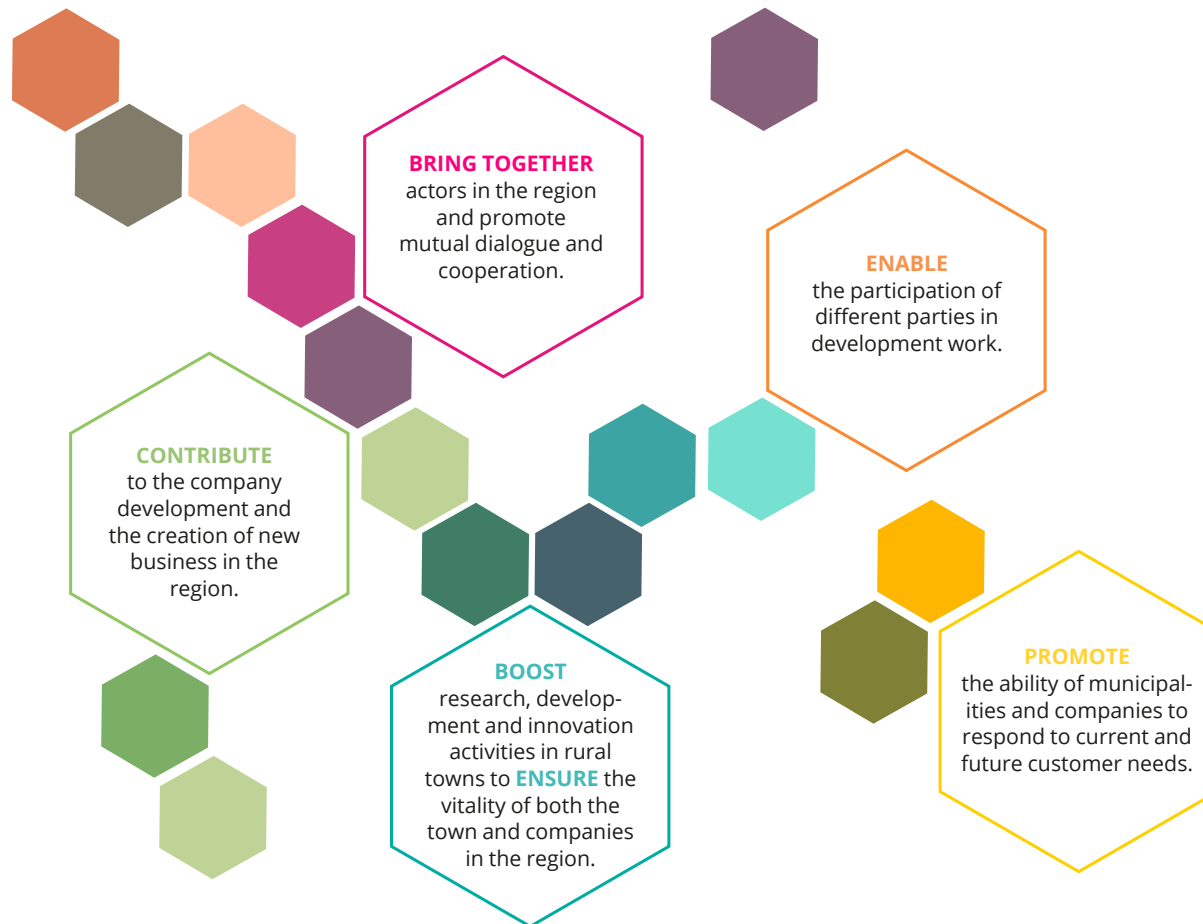 BRING TOGETHER
actors in the region
and promote
mutual dialogue and
cooperation.
ENABLE
the participation of
different parties in
development work.
CONTRIBUTE
to the company
development and
the creation of new
business in the
region.
BOOST
research, develop-
ment and innovation
activities in rural
towns to ENSURE the
vitality of both the
town and companies
in the region.
PROMOTE
the ability of municipal-
ities and companies to
respond to current and
future customer needs.